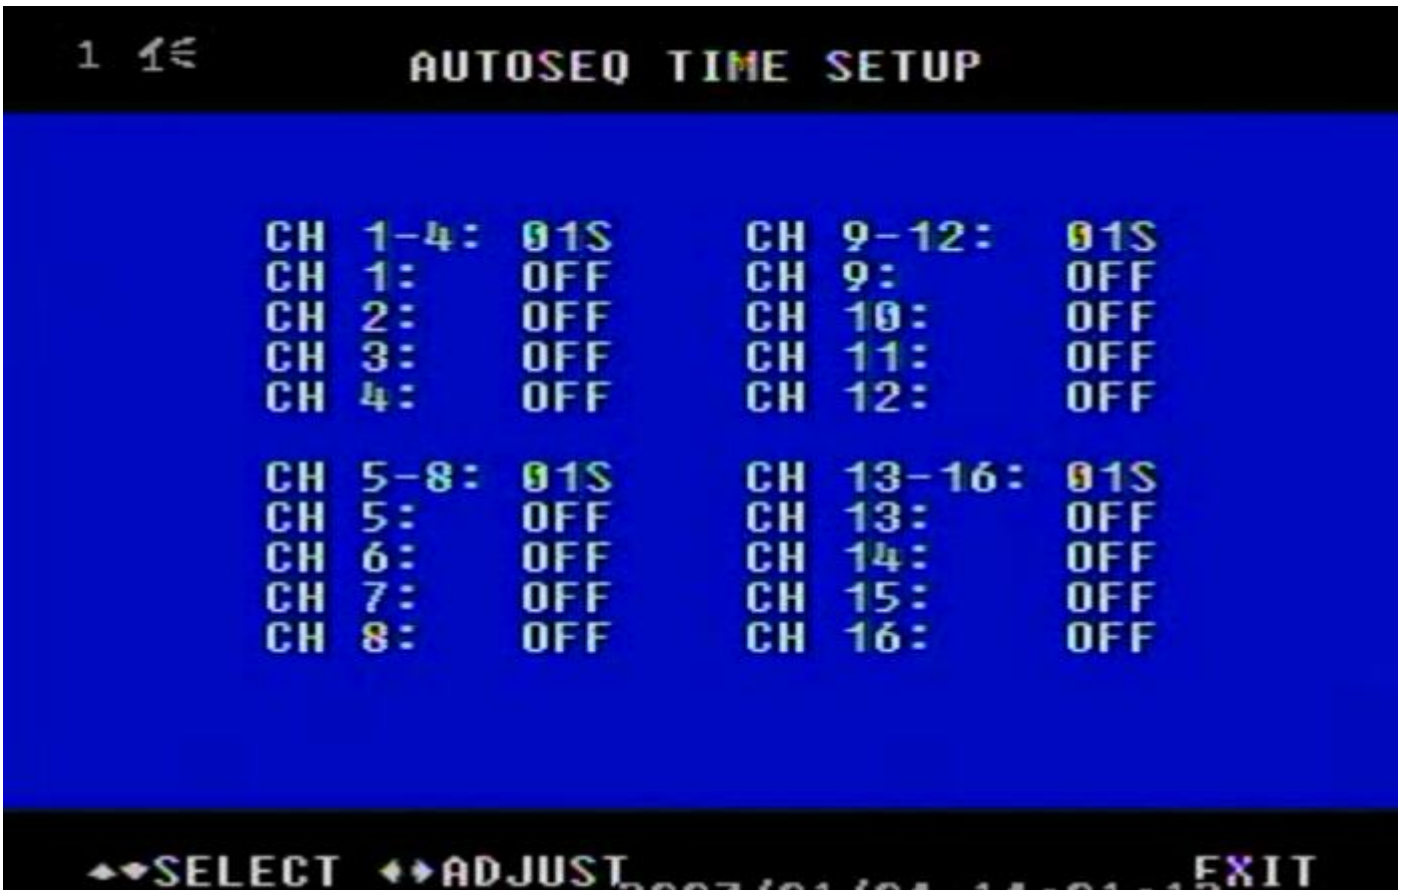 1
AUTOSEQ TIME SETUP
CH 1-4: 01S CH 9-12: 01S
CH 1: OFF CH 9: OFF
CH 2: OFF CH 10: OFF
CH 3: OFF CH 11: OFF
CH 4: OFF CH 12: OFF
CH 5-8: 01S CH 13-16: 01S
CH 5: OFF CH 13: OFF
CH 6: OFF CH 14: OFF
CH 7: OFF CH 15: OFF
CH 8: OFF CH 16: OFF
SELECT ADJUST EXIT